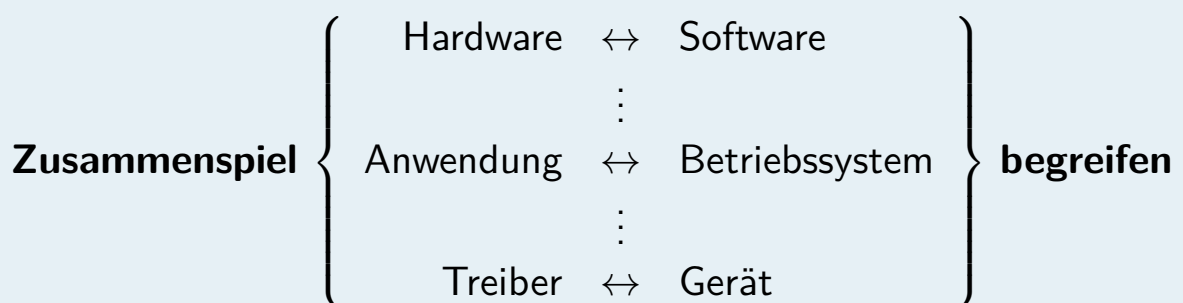 Hardware ↔ Software
⋮
Zusammenspiel { Anwendung ↔ Betriebssystem } begreifen
⋮
Treiber ↔ Gerät